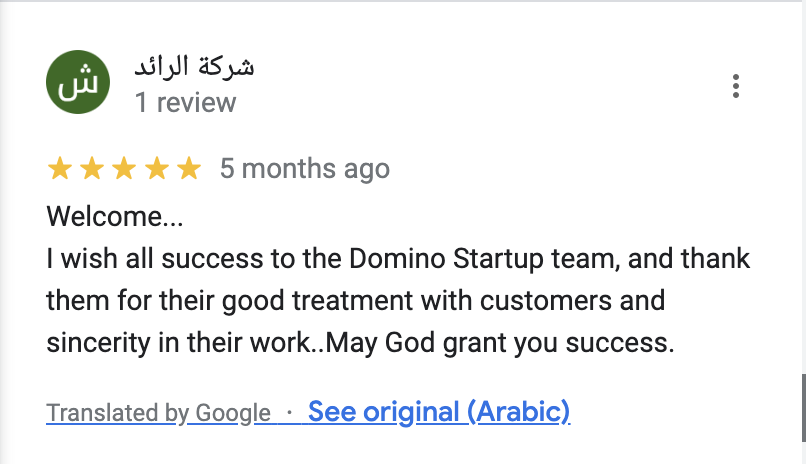 ش
شركة الرائد
1 review
5 months ago
Welcome...
I wish all success to the Domino Startup team, and thank
them for their good treatment with customers and
sincerity in their work..May God grant you success.
Translated by Google · See original (Arabic)